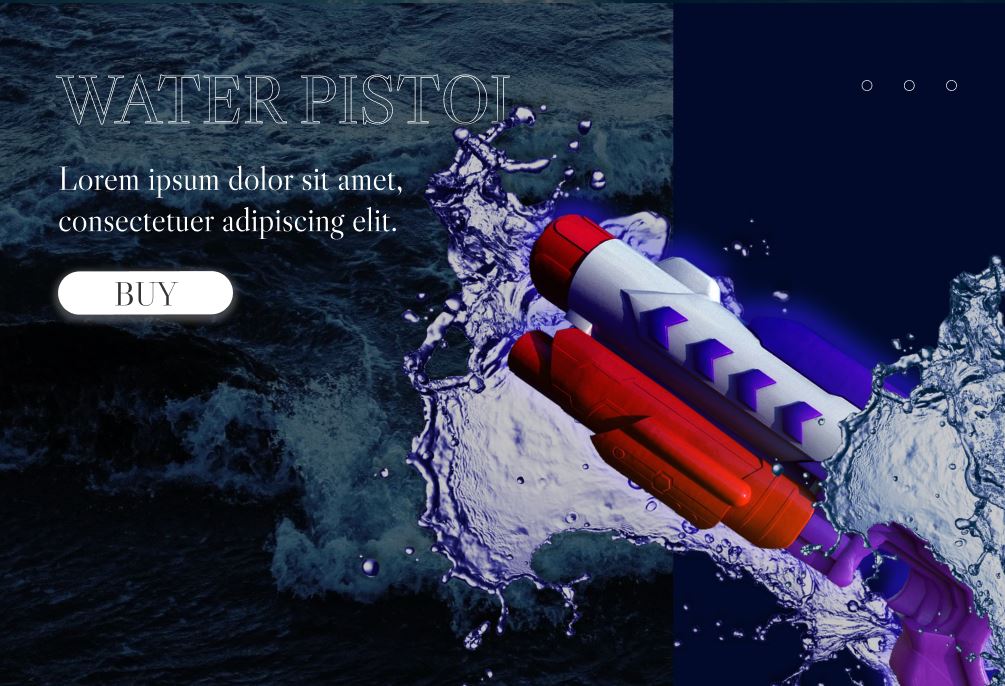 WATER PISTOL
Lorem ipsum dolor sit amet,
consectetuer adipiscing elit.
BUY